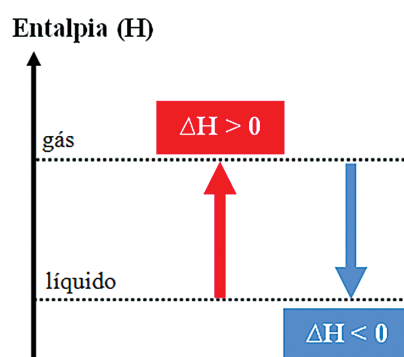 Entalpia (H)
ΔH > 0
gás
líquido
ΔH < 0